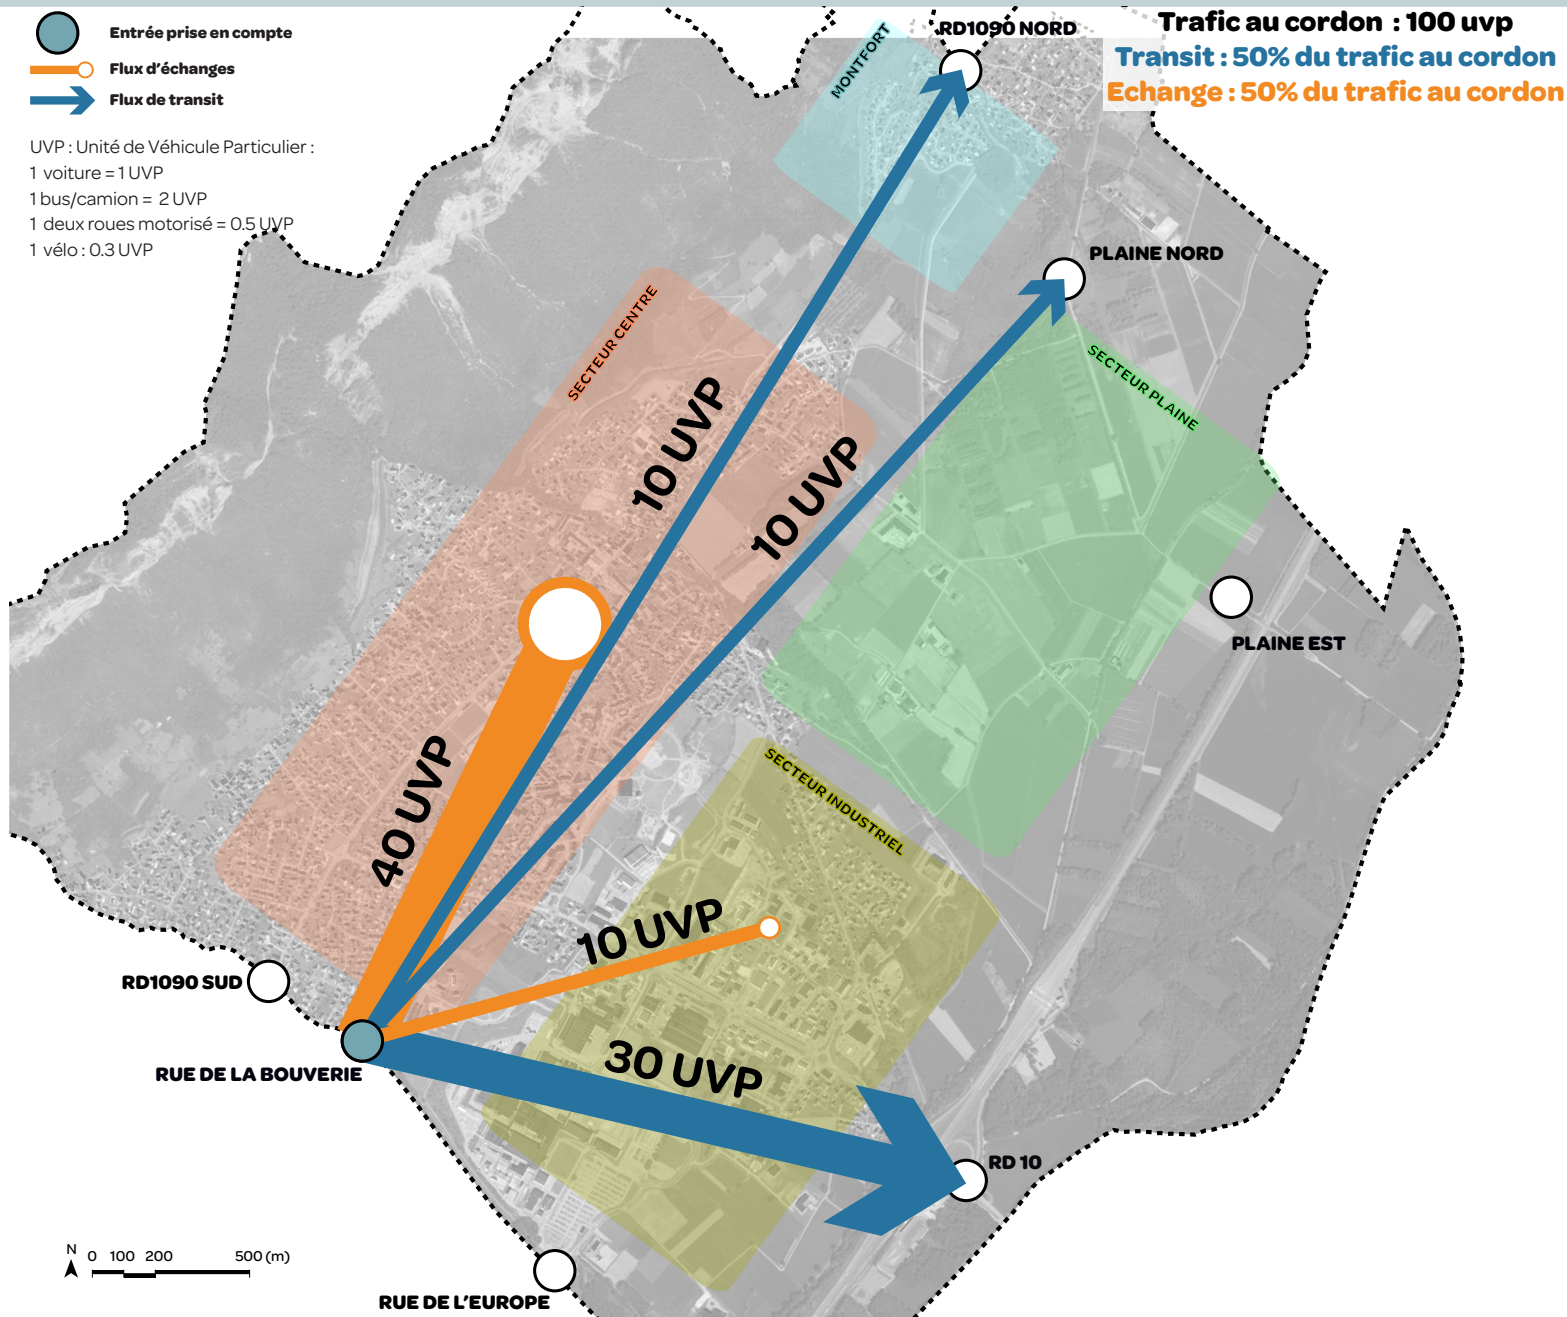 Entrée prise en compte
Flux d'échanges
Flux de transit
UVP : Unité de Véhicule Particulier :
1 voiture = 1 UVP
1 bus/camion = 2 UVP
1 deux roues motorisé = 0.5 UVP
1 vélo : 0.3 UVP
Trafic au cordon : 100 uvp
Transit : 50% du trafic au cordon
Echange : 50% du trafic au cordon
RD1090 NORD
MONTFORT
PLAINE NORD
SECTEUR CENTRE
SECTEUR PLAINE
10 UVP
10 UVP
PLAINE EST
40 UVP
SECTEUR INDUSTRIEL
10 UVP
RD1090 SUD
RUE DE LA BOUVERIE
30 UVP
RD 10
RUE DE L'EUROPE
N 0 100 200 500 (m)